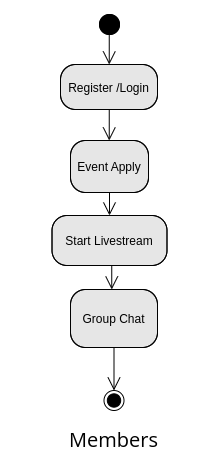 Register /Login
Event Apply
Start Livestream
Group Chat
Members